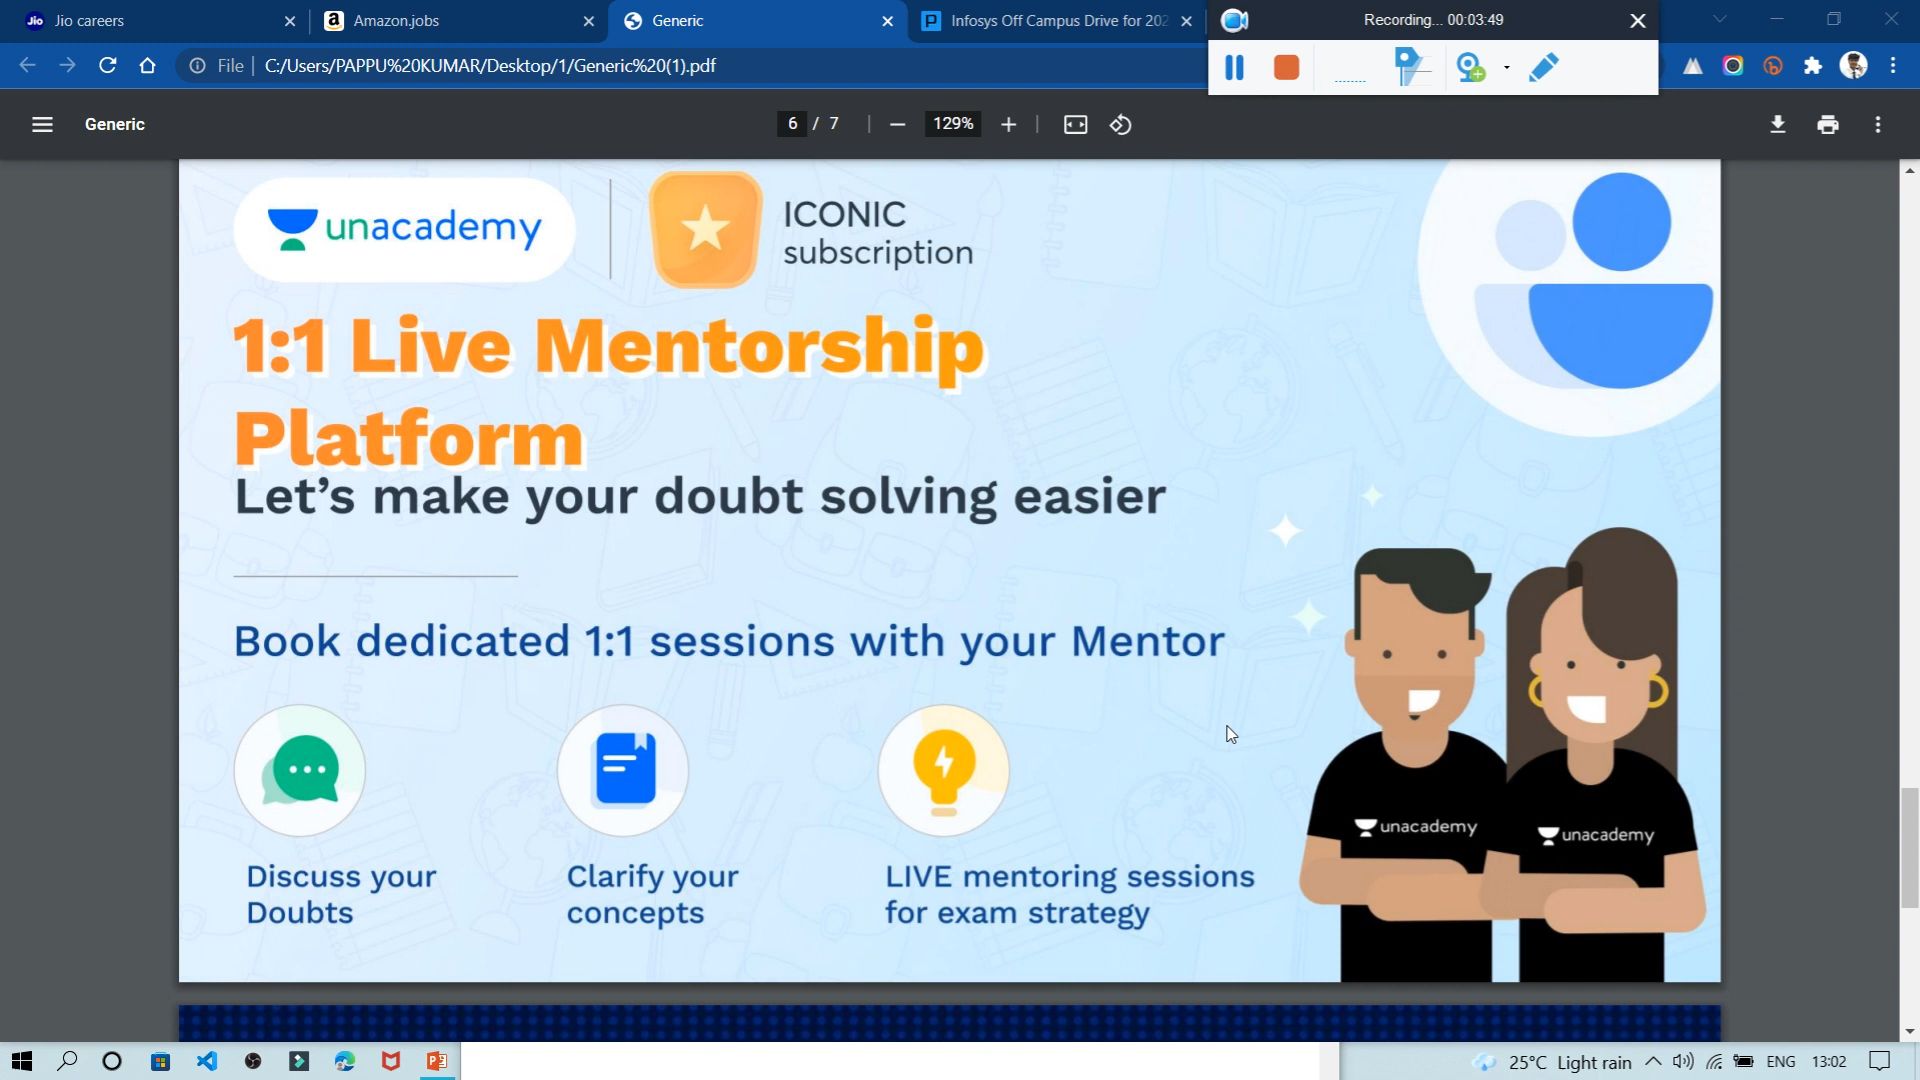 Jio careers
Amazon.jobs
Generic
Infosys Off Campus Drive for 202
Recording... 00:03:49
File
C:/Users/PAPPU%20KUMAR/Desktop/1/Generic%20(1).pdf
Generic
6 / 7
129%
unacademy
ICONIC
subscription
1:1 Live Mentorship
Platform
Let's make your doubt solving easier
Book dedicated 1:1 sessions with your Mentor
Discuss your
Doubts
Clarify your
concepts
LIVE mentoring sessions
for exam strategy
unacademy
unacademy
25°C Light rain
ENG
13:02